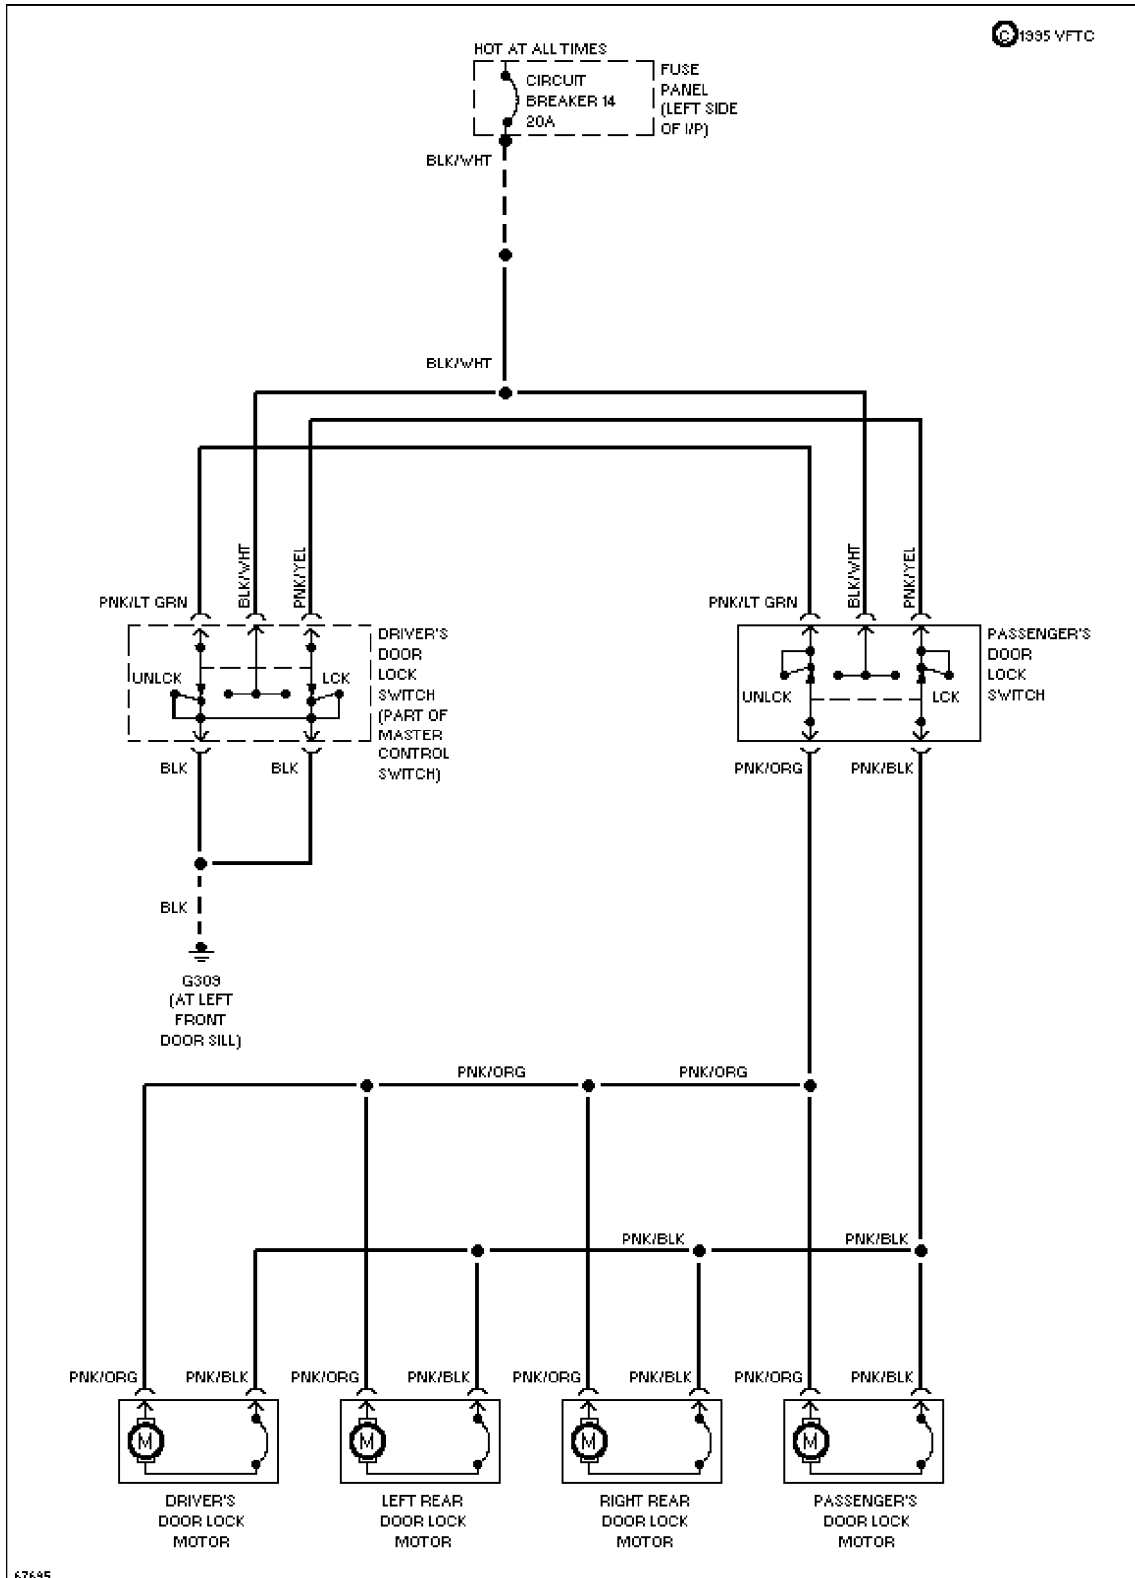 © 1995 VFTC
HOT AT ALL TIMES
CIRCUIT
BREAKER 14
20A
FUSE
PANEL
(LEFT SIDE
OF I/P)
BLK/WHT
BLK/WHT
PNK/LT GRN
BLK/WHT
PNK/YEL
PNK/LT GRN
BLK/WHT
PNK/YEL
UNLCK
LCK
DRIVER'S
DOOR
LOCK
SWITCH
(PART OF
MASTER
CONTROL
SWITCH)
UNLCK
LCK
PASSENGER'S
DOOR
LOCK
SWITCH
BLK
BLK
PNK/ORG
PNK/BLK
BLK
G309
(AT LEFT
FRONT
DOOR SILL)
PNK/ORG
PNK/ORG
PNK/BLK
PNK/BLK
PNK/ORG
PNK/BLK
PNK/ORG
PNK/BLK
PNK/ORG
PNK/BLK
PNK/ORG
PNK/BLK
M
M
M
M
DRIVER'S
DOOR LOCK
MOTOR
LEFT REAR
DOOR LOCK
MOTOR
RIGHT REAR
DOOR LOCK
MOTOR
PASSENGER'S
DOOR LOCK
MOTOR
67695